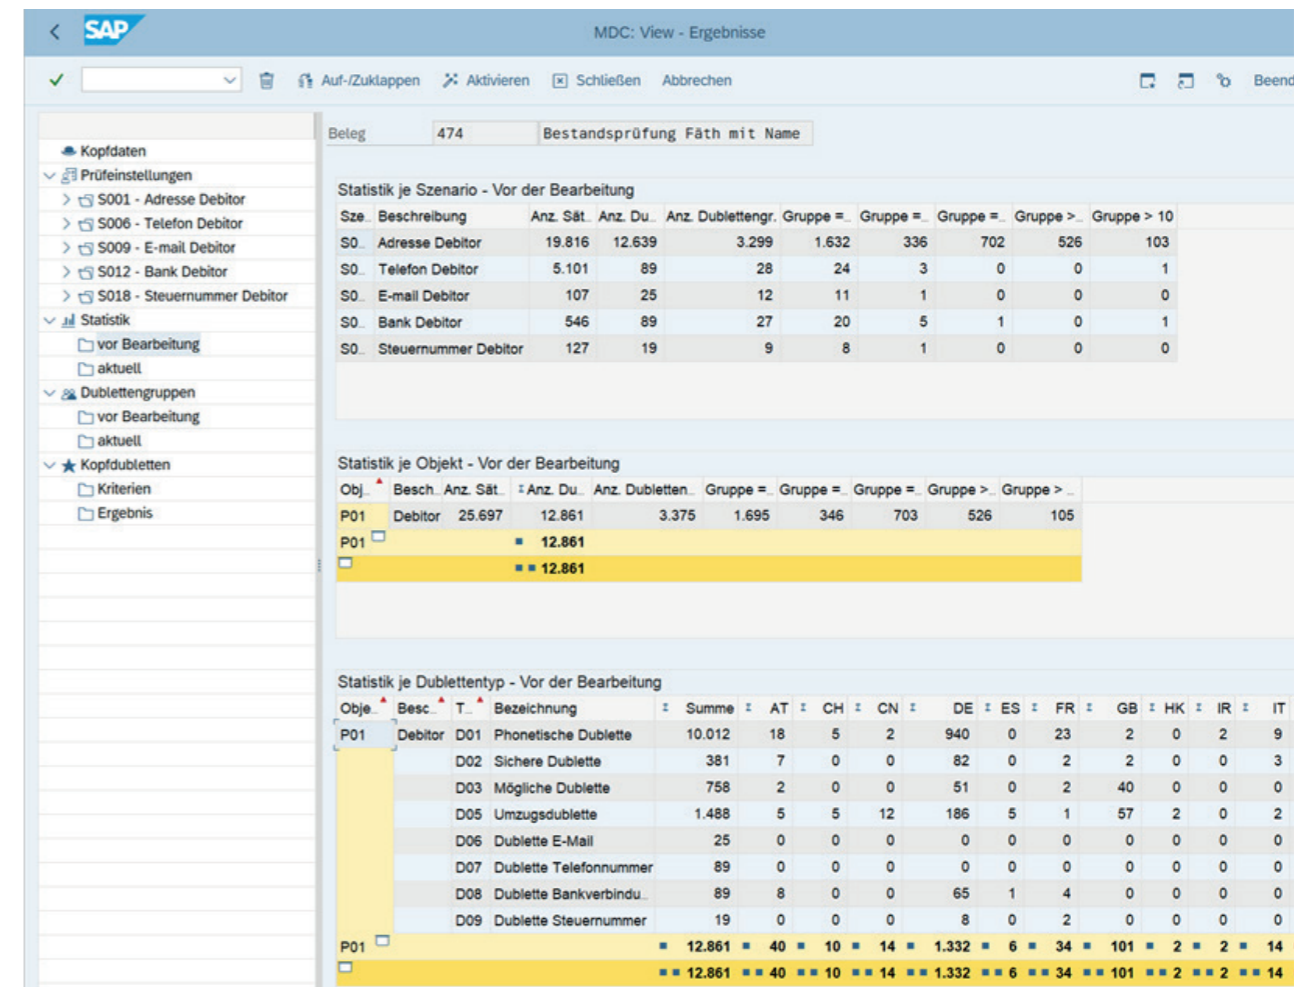 SAP
MDC: View - Ergebnisse
Auf-/Zuklappen Aktivieren Schließen Abbrechen Beend
Beleg 474 Bestandsprüfung Fäth mit Name
Kopfdaten
Prüfeinstellungen
S001 - Adresse Debitor
S006 - Telefon Debitor
S009 - E-mail Debitor
S012 - Bank Debitor
S018 - Steuernummer Debitor
Statistik
vor Bearbeitung
aktuell
Dublettengruppen
vor Bearbeitung
aktuell
Kopfdubletten
Kriterien
Ergebnis
Statistik je Szenario - Vor der Bearbeitung
Sze.. Beschreibung Anz. Sät.. Anz. Du.. Anz. Dublettengr. Gruppe =.. Gruppe =.. Gruppe =.. Gruppe >.. Gruppe > 10
S0.. Adresse Debitor 19.816 12.639 3.299 1.632 336 702 526 103
S0.. Telefon Debitor 5.101 89 28 24 3 0 0 1
S0.. E-mail Debitor 107 25 12 11 1 0 0 0
S0.. Bank Debitor 546 89 27 20 5 1 0 1
S0.. Steuernummer Debitor 127 19 9 8 1 0 0 0
Statistik je Objekt - Vor der Bearbeitung
Obj.. Besch.. Anz. Sät.. Anz. Du.. Anz. Dubletten.. Gruppe =.. Gruppe =.. Gruppe =.. Gruppe >.. Gruppe > ..
P01 Debitor 25.697 12.861 3.375 1.695 346 703 526 105
P01 12.861
12.861
Statistik je Dublettentyp - Vor der Bearbeitung
Obje.. Besc.. T.. Bezeichnung Σ Summe Σ AT Σ CH Σ CN Σ DE Σ ES Σ FR Σ GB Σ HK Σ IR Σ IT
P01 Debitor D01 Phonetische Dublette 10.012 18 5 2 940 0 23 2 0 2 9
D02 Sichere Dublette 381 7 0 0 82 0 2 2 0 0 3
D03 Mögliche Dublette 758 2 0 0 51 0 2 40 0 0 0
D05 Umzugsdublette 1.488 5 5 12 186 5 1 57 2 0 2
D06 Dublette E-Mail 25 0 0 0 0 0 0 0 0 0 0
D07 Dublette Telefonnummer 89 0 0 0 0 0 0 0 0 0 0
D08 Dublette Bankverbindu.. 89 8 0 0 65 1 4 0 0 0 0
D09 Dublette Steuernummer 19 0 0 0 8 0 2 0 0 0 0
P01 12.861 40 10 14 1.332 6 34 101 2 2 14
12.861 40 10 14 1.332 6 34 101 2 2 14